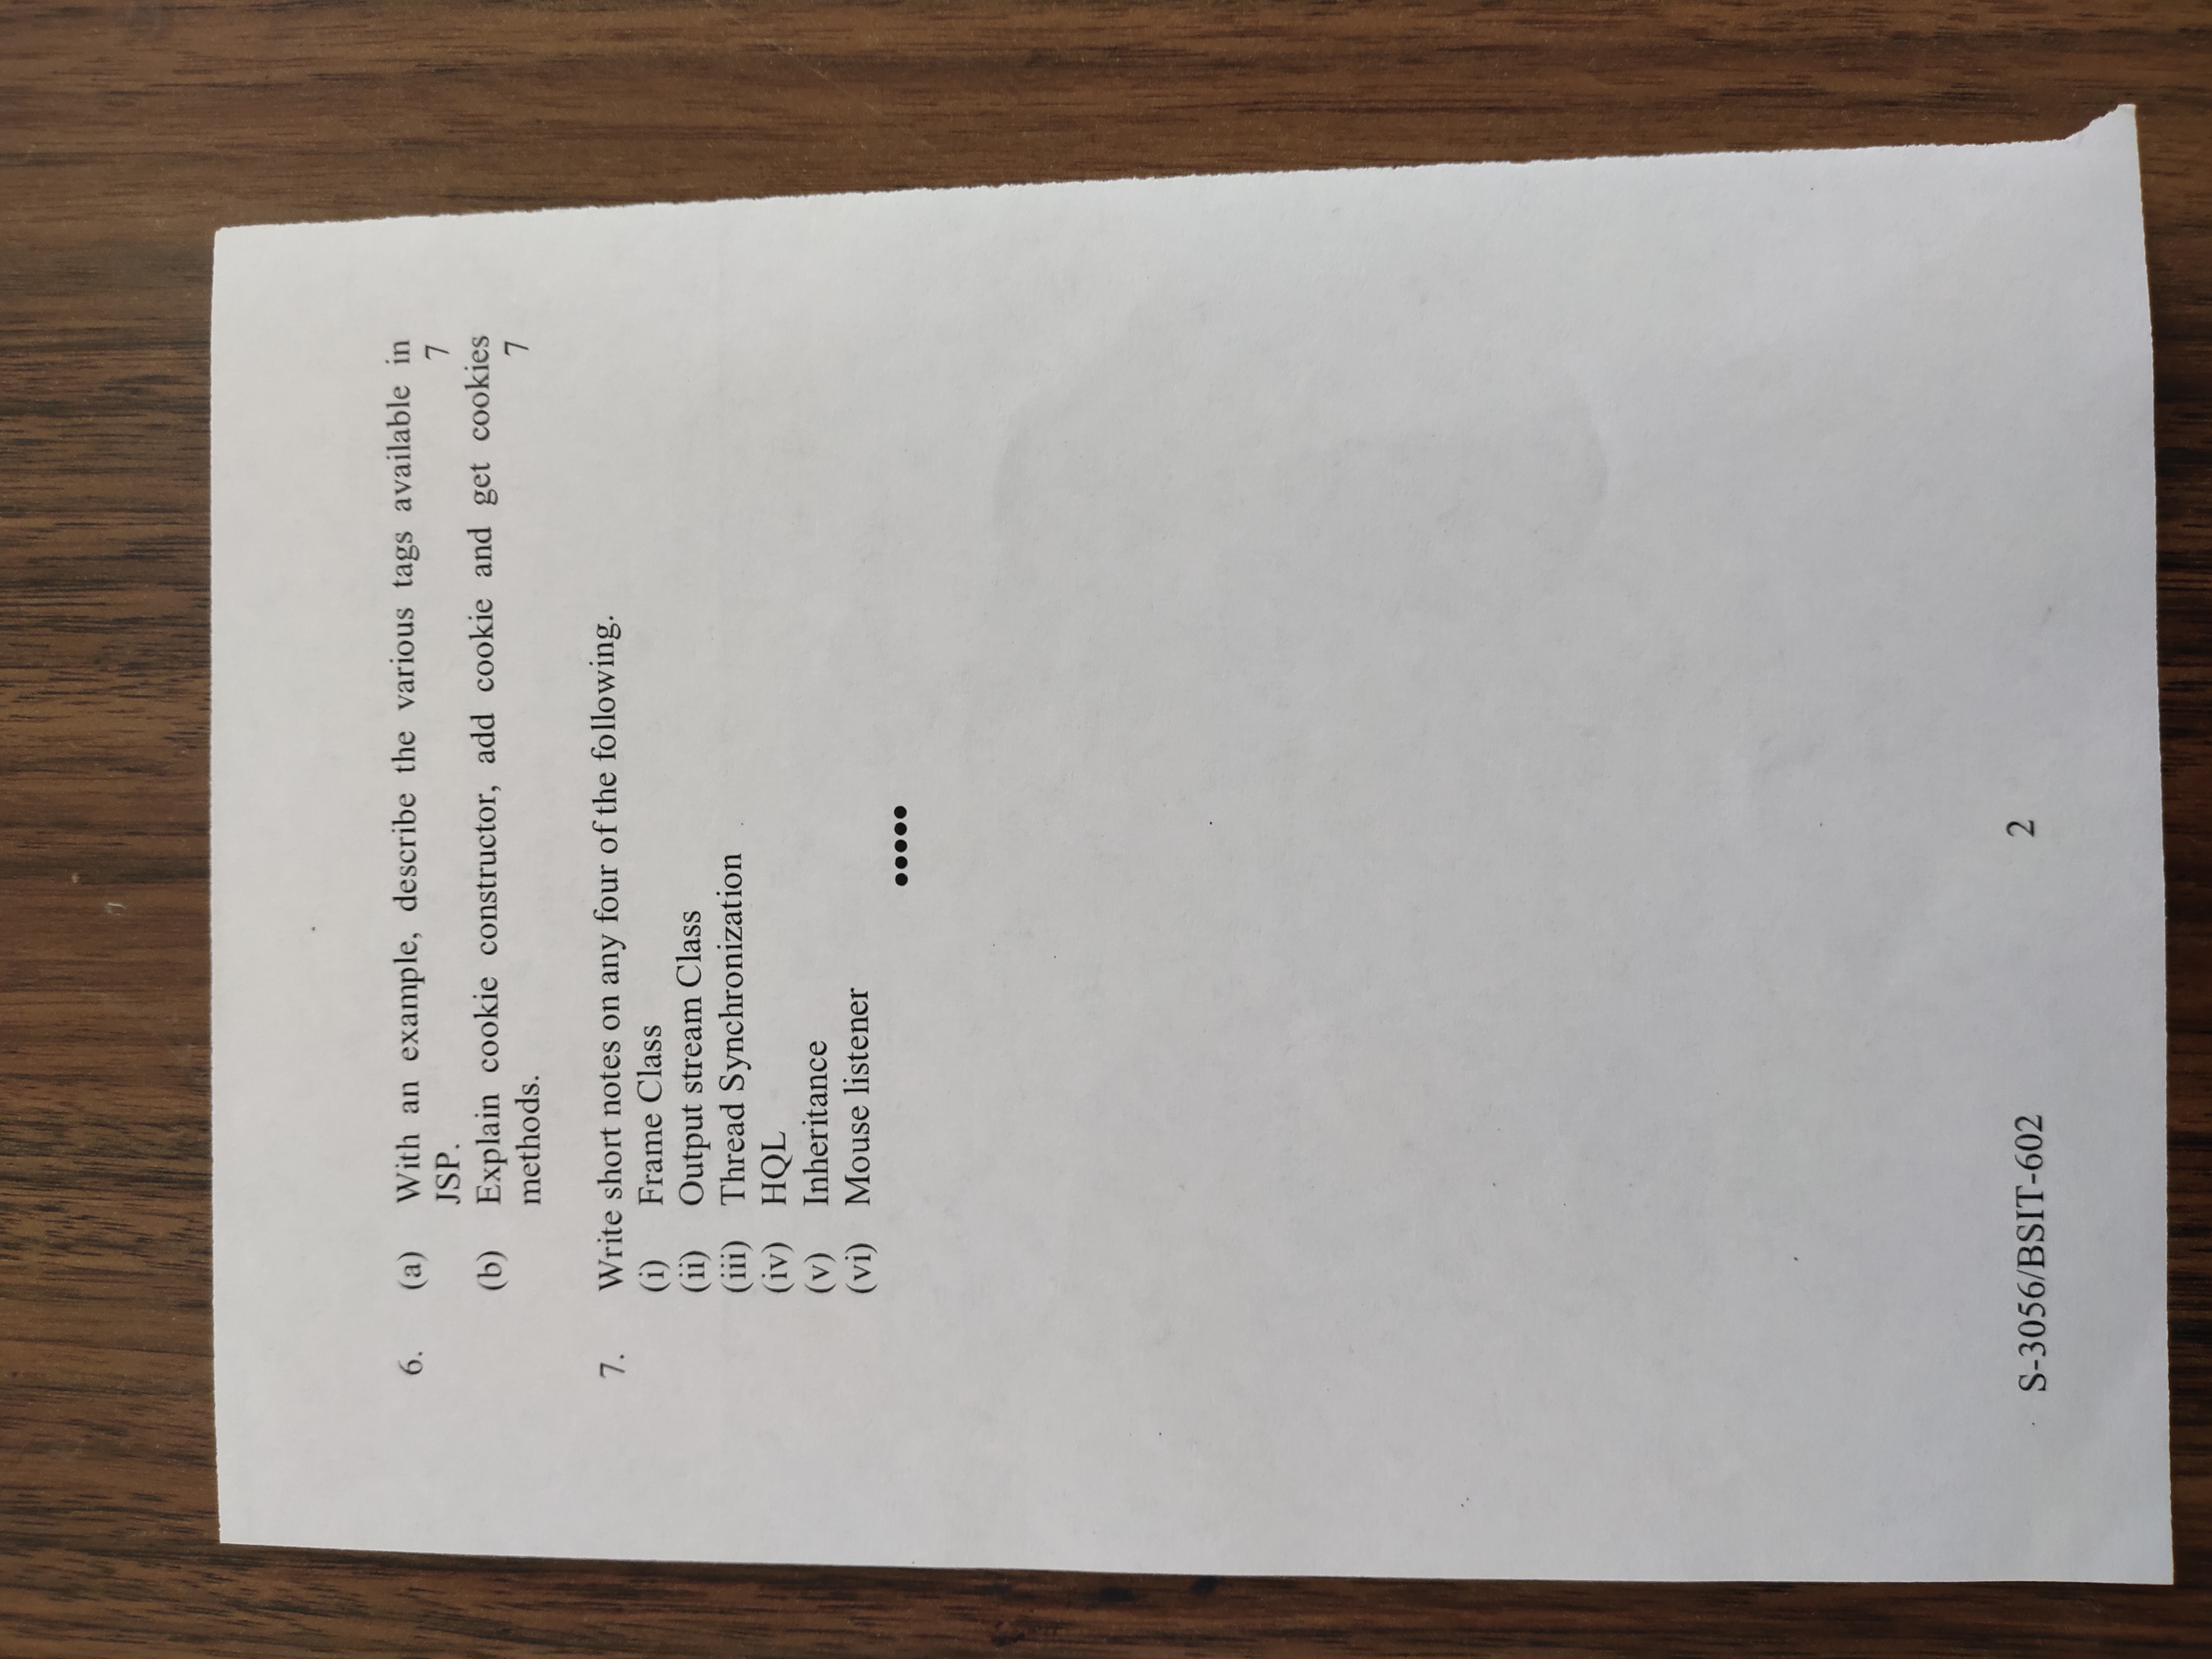 6. (a) With an example, describe the various tags available in
JSP. 7
(b) Explain cookie constructor, add cookie and get cookies
methods. 7
7. Write short notes on any four of the following.
(i) Frame Class
(ii) Output stream Class
(iii) Thread Synchronization
(iv) HQL
(v) Inheritance
(vi) Mouse listener
•••••
S-3056/BSIT-602 2